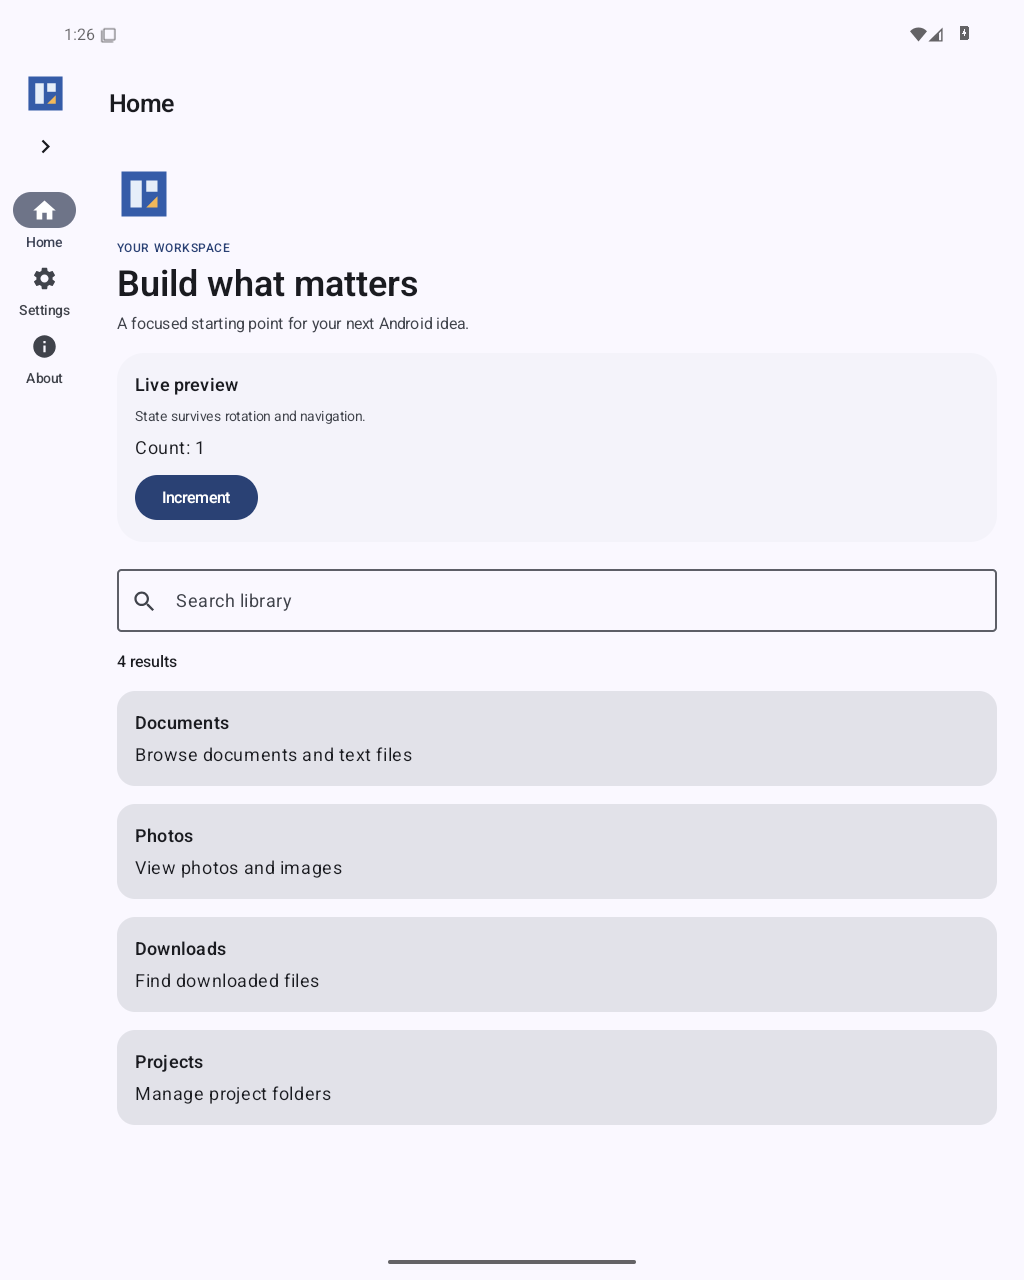 1:26
Home
Home
Settings
About
YOUR WORKSPACE
Build what matters
A focused starting point for your next Android idea.
Live preview
State survives rotation and navigation.
Count: 1
Increment
Search library
4 results
Documents
Browse documents and text files
Photos
View photos and images
Downloads
Find downloaded files
Projects
Manage project folders